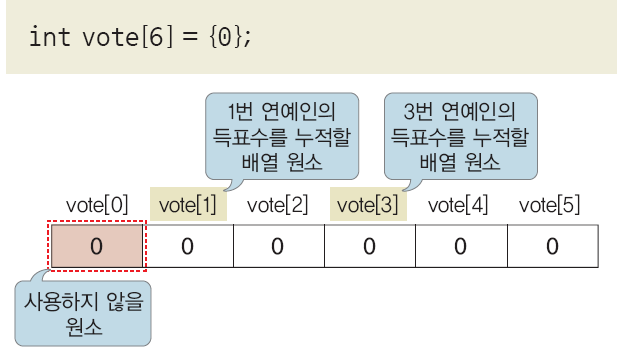 int vote[6] = {0};
1번 연예인의
득표수를 누적할
배열 원소
3번 연예인의
득표수를 누적할
배열 원소
vote[0] vote[1] vote[2] vote[3] vote[4] vote[5]
0 0 0 0 0 0
사용하지 않을
원소